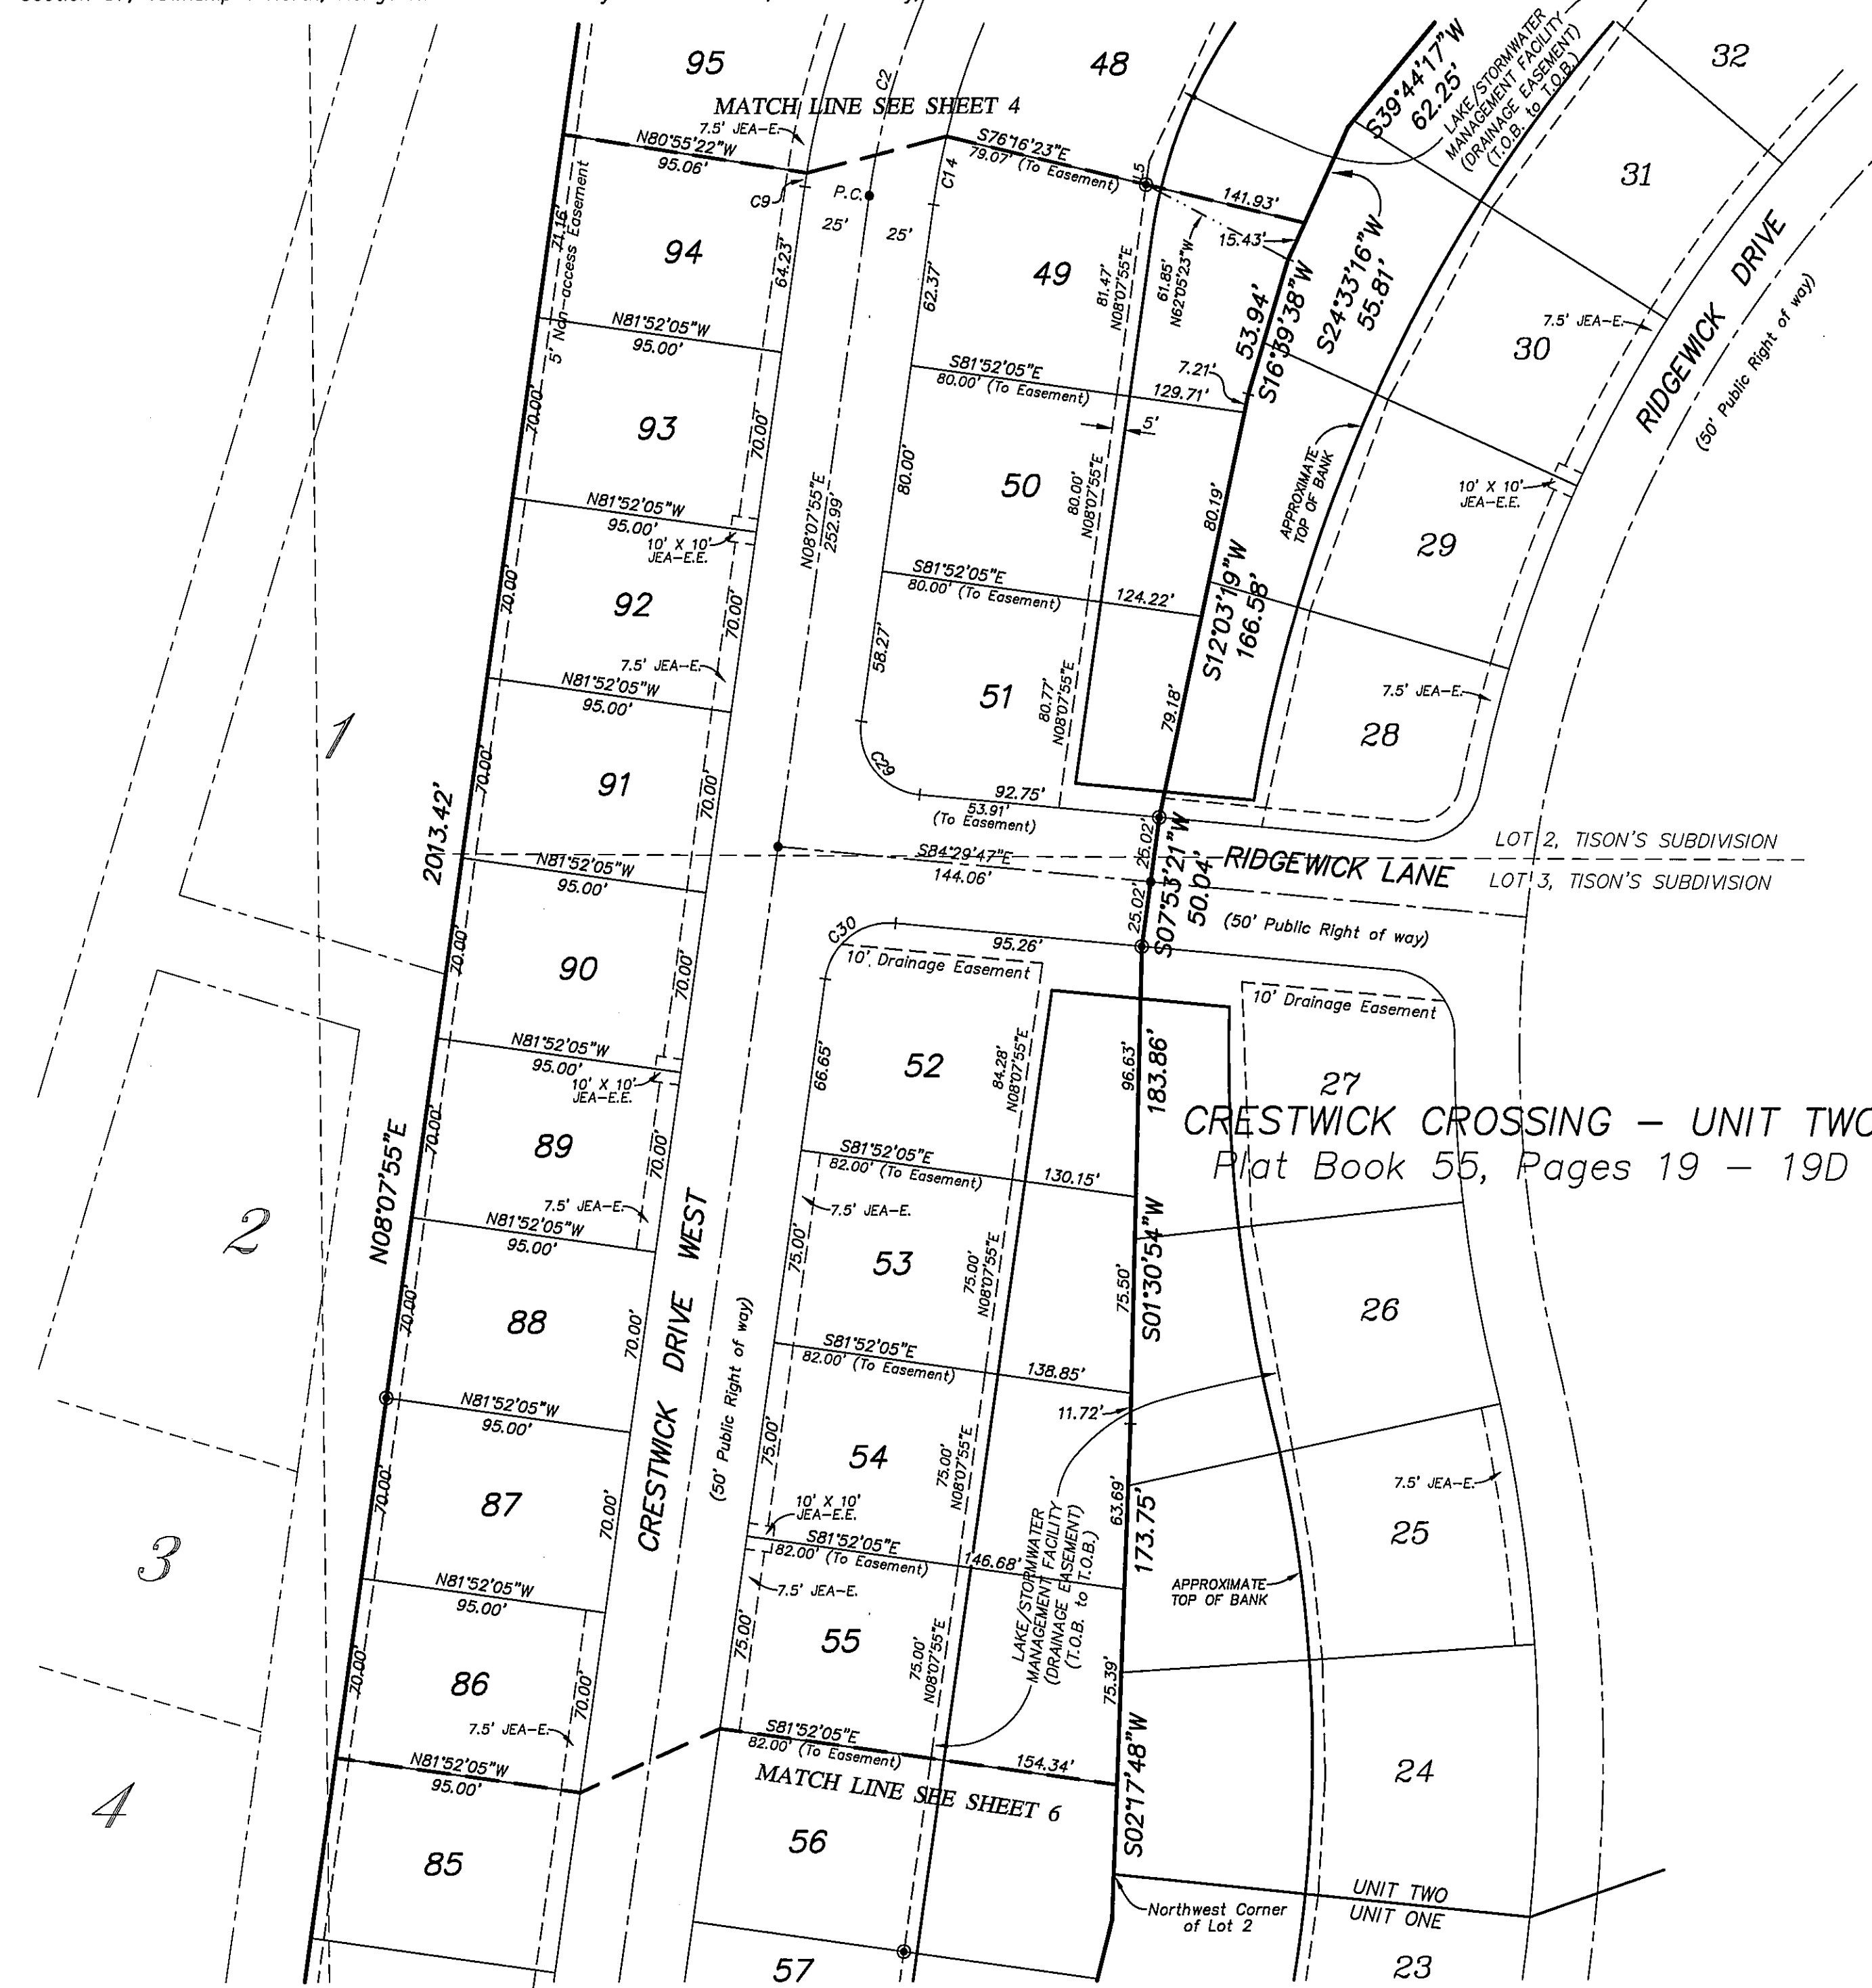 95
48
32
MATCH LINE SEE SHEET 4
7.5' JEA-E.
C2
S39°44'17"W
62.25'
LAKE/STORMWATER
MANAGEMENT FACILITY
(DRAINAGE EASEMENT)
(T.O.B. to T.O.B.)
N80°55'22"W
95.06'
C9
P.C.
25'
25'
C14
S76°16'23"E
79.07' (To Easement)
141.93'
15.43'
31
71.16'
5' Non-access Easement
94
64.23'
62.37'
49
81.47'
N08°07'55"E
61.85'
N62°05'23"W
53.94'
S16°39'38"W
S24°33'16"W
55.81'
RIDGEWICK DRIVE
(50' Public Right of way)
7.5' JEA-E.
30
N81°52'05"W
95.00'
S81°52'05"E
80.00' (To Easement)
129.71'
7.21'
5'
70.00'
93
70.00'
80.00'
50
80.00'
N08°07'55"E
80.19'
APPROXIMATE
TOP OF BANK
10' X 10'
JEA-E.E.
29
N81°52'05"W
95.00'
10' X 10'
JEA-E.E.
N08°07'55"E
252.99'
S81°52'05"E
80.00' (To Easement)
124.22'
S12°03'19"W
166.58'
70.00'
92
70.00'
7.5' JEA-E.
58.27'
51
80.77'
N08°07'55"E
79.18'
7.5' JEA-E.
28
N81°52'05"W
95.00'
1
70.00'
91
70.00'
C29
92.75'
53.91'
(To Easement)
2013.42'
N81°52'05"W
95.00'
S84°29'47"E
144.06'
25.02'
25.02'
S07°53'21"W
50.04'
RIDGEWICK LANE
(50' Public Right of way)
LOT 2, TISON'S SUBDIVISION
LOT 3, TISON'S SUBDIVISION
70.00'
90
70.00'
C30
95.26'
10' Drainage Easement
10' Drainage Easement
N81°52'05"W
95.00'
10' X 10'
JEA-E.E.
66.65'
52
84.28'
N08°07'55"E
96.63'
183.86'
27
CRESTWICK CROSSING – UNIT TWO
Plat Book 55, Pages 19 – 19D
N08°07'55"E
70.00'
89
70.00'
7.5' JEA-E.
S81°52'05"E
82.00' (To Easement)
130.15'
7.5' JEA-E.
2
N81°52'05"W
95.00'
CRESTWICK DRIVE WEST
(50' Public Right of way)
75.00'
53
75.00'
N08°07'55"E
75.50'
S01°30'54"W
26
70.00'
88
70.00'
S81°52'05"E
82.00' (To Easement)
138.85'
11.72'
N81°52'05"W
95.00'
75.00'
54
75.00'
N08°07'55"E
63.69'
173.75'
7.5' JEA-E.
25
70.00'
87
70.00'
10' X 10'
JEA-E.E.
S81°52'05"E
82.00' (To Easement)
146.68'
LAKE/STORMWATER
MANAGEMENT FACILITY
(DRAINAGE EASEMENT)
(T.O.B. to T.O.B.)
3
N81°52'05"W
95.00'
7.5' JEA-E.
APPROXIMATE
TOP OF BANK
70.00'
86
70.00'
7.5' JEA-E.
75.00'
55
75.00'
N08°07'55"E
75.39'
S81°52'05"E
82.00' (To Easement)
154.34'
S02°17'48"W
24
4
N81°52'05"W
95.00'
MATCH LINE SEE SHEET 6
85
56
Northwest Corner
of Lot 2
UNIT TWO
UNIT ONE
57
23